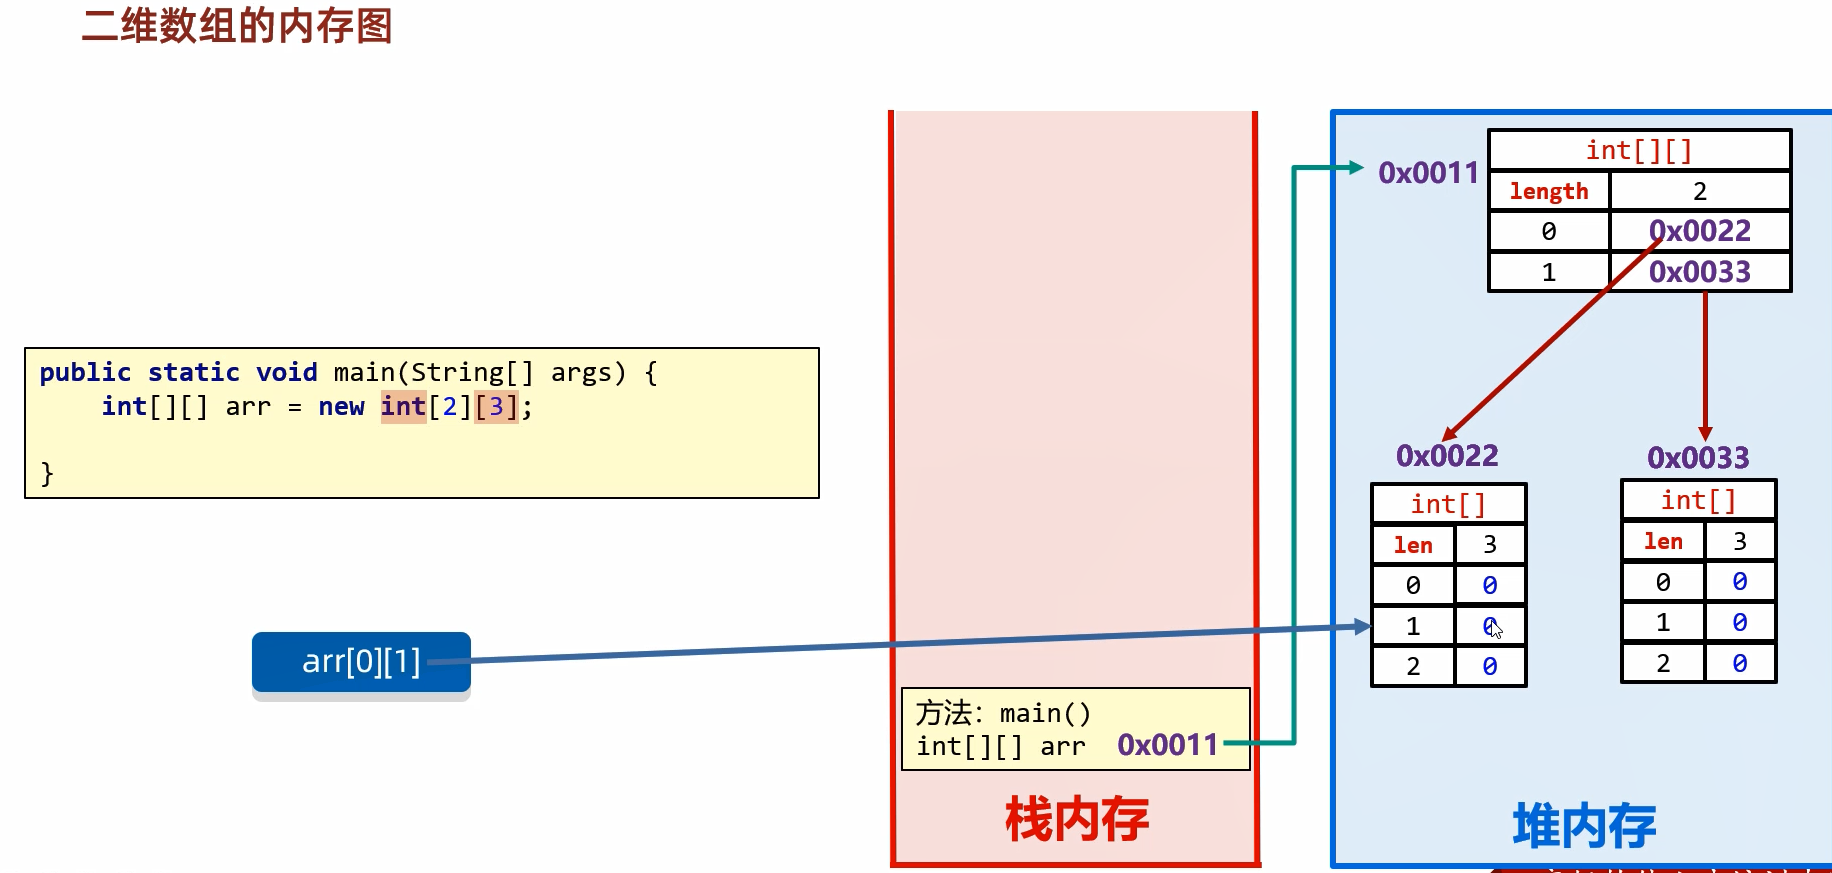 二维数组的内存图
public static void main(String[] args) {
int[][] arr = new int[2][3];
}
arr[0][1]
方法：main()
int[][] arr 0x0011
栈内存
0x0011
int[][]
length 2
0 0x0022
1 0x0033
0x0022
int[]
len 3
0 0
1 0
2 0
0x0033
int[]
len 3
0 0
1 0
2 0
堆内存